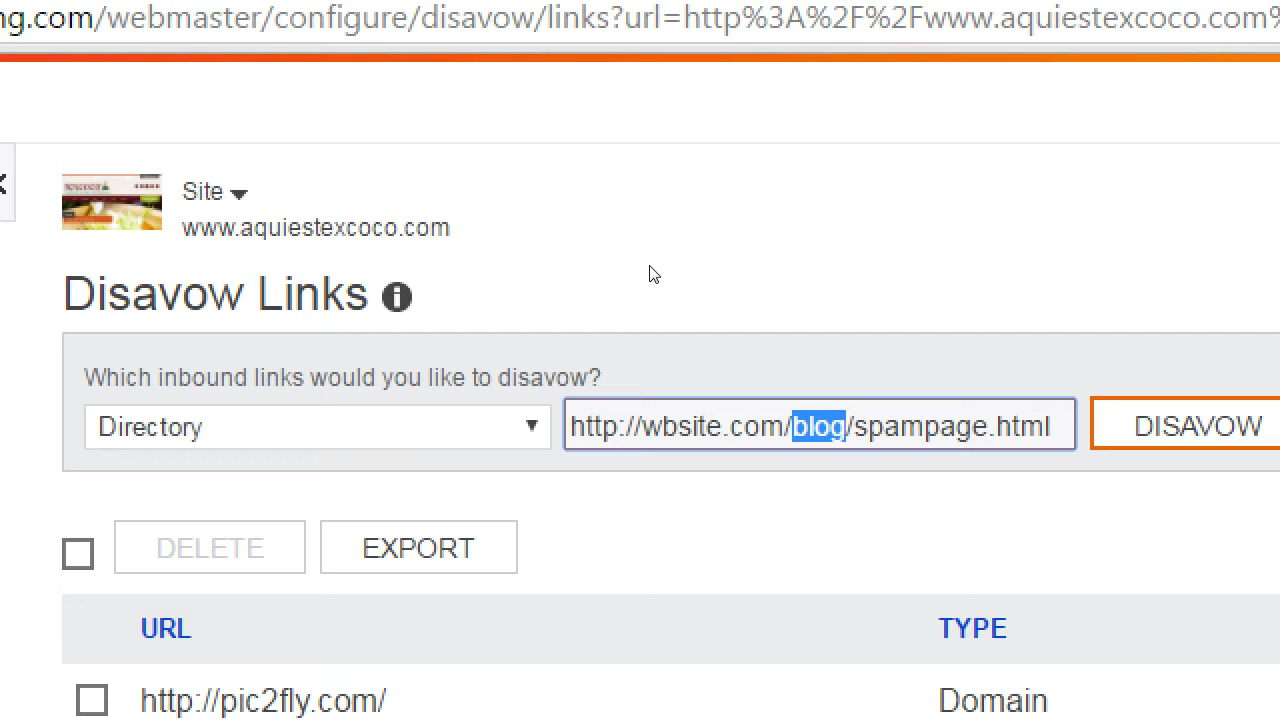 ng.com/webmaster/configure/disavow/links?url=http%3A%2F%2Fwww.aquiestexcoco.com%
Site
www.aquiestexcoco.com
Disavow Links
Which inbound links would you like to disavow?
Directory http://wbsite.com/blog/spampage.html DISAVOW
DELETE EXPORT
URL TYPE
http://pic2fly.com/ Domain